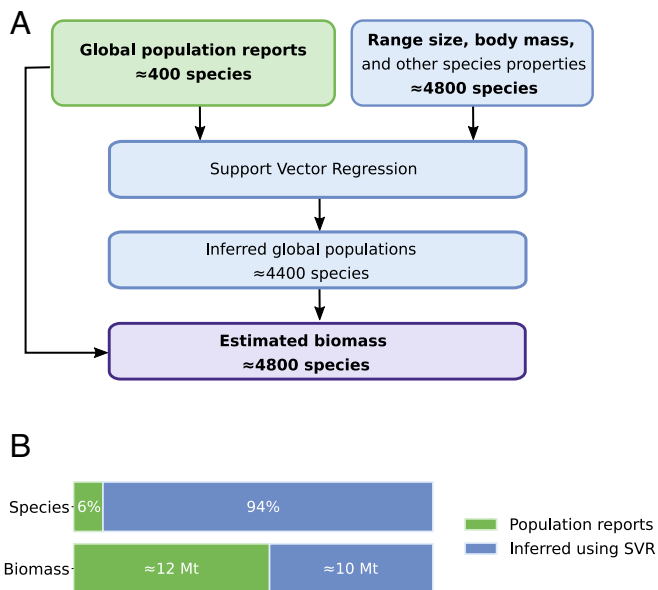 A
Global population reports
≈400 species
Range size, body mass,
and other species properties
≈4800 species
Support Vector Regression
Inferred global populations
≈4400 species
Estimated biomass
≈4800 species
B
Species
6%
94%
Biomass
≈12 Mt
≈10 Mt
Population reports
Inferred using SVR